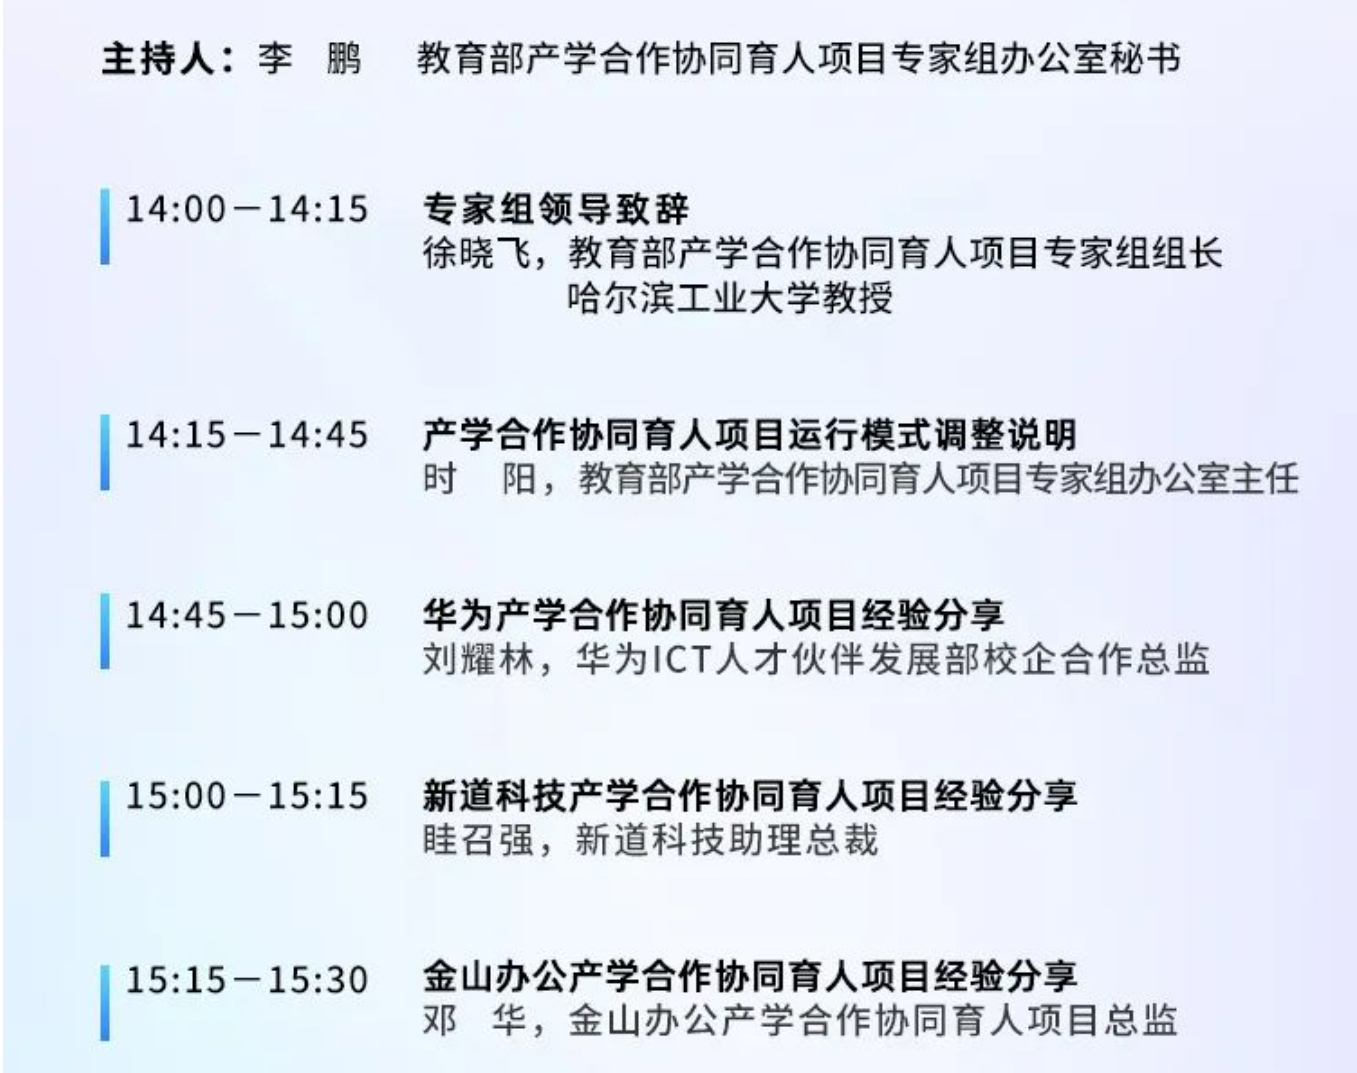 主持人：李 鹏 教育部产学合作协同育人项目专家组办公室秘书
14:00－14:15 专家组领导致辞
徐晓飞，教育部产学合作协同育人项目专家组组长
哈尔滨工业大学教授
14:15－14:45 产学合作协同育人项目运行模式调整说明
时 阳，教育部产学合作协同育人项目专家组办公室主任
14:45－15:00 华为产学合作协同育人项目经验分享
刘耀林，华为ICT人才伙伴发展部校企合作总监
15:00－15:15 新道科技产学合作协同育人项目经验分享
眭召强，新道科技助理总裁
15:15－15:30 金山办公产学合作协同育人项目经验分享
邓 华，金山办公产学合作协同育人项目总监